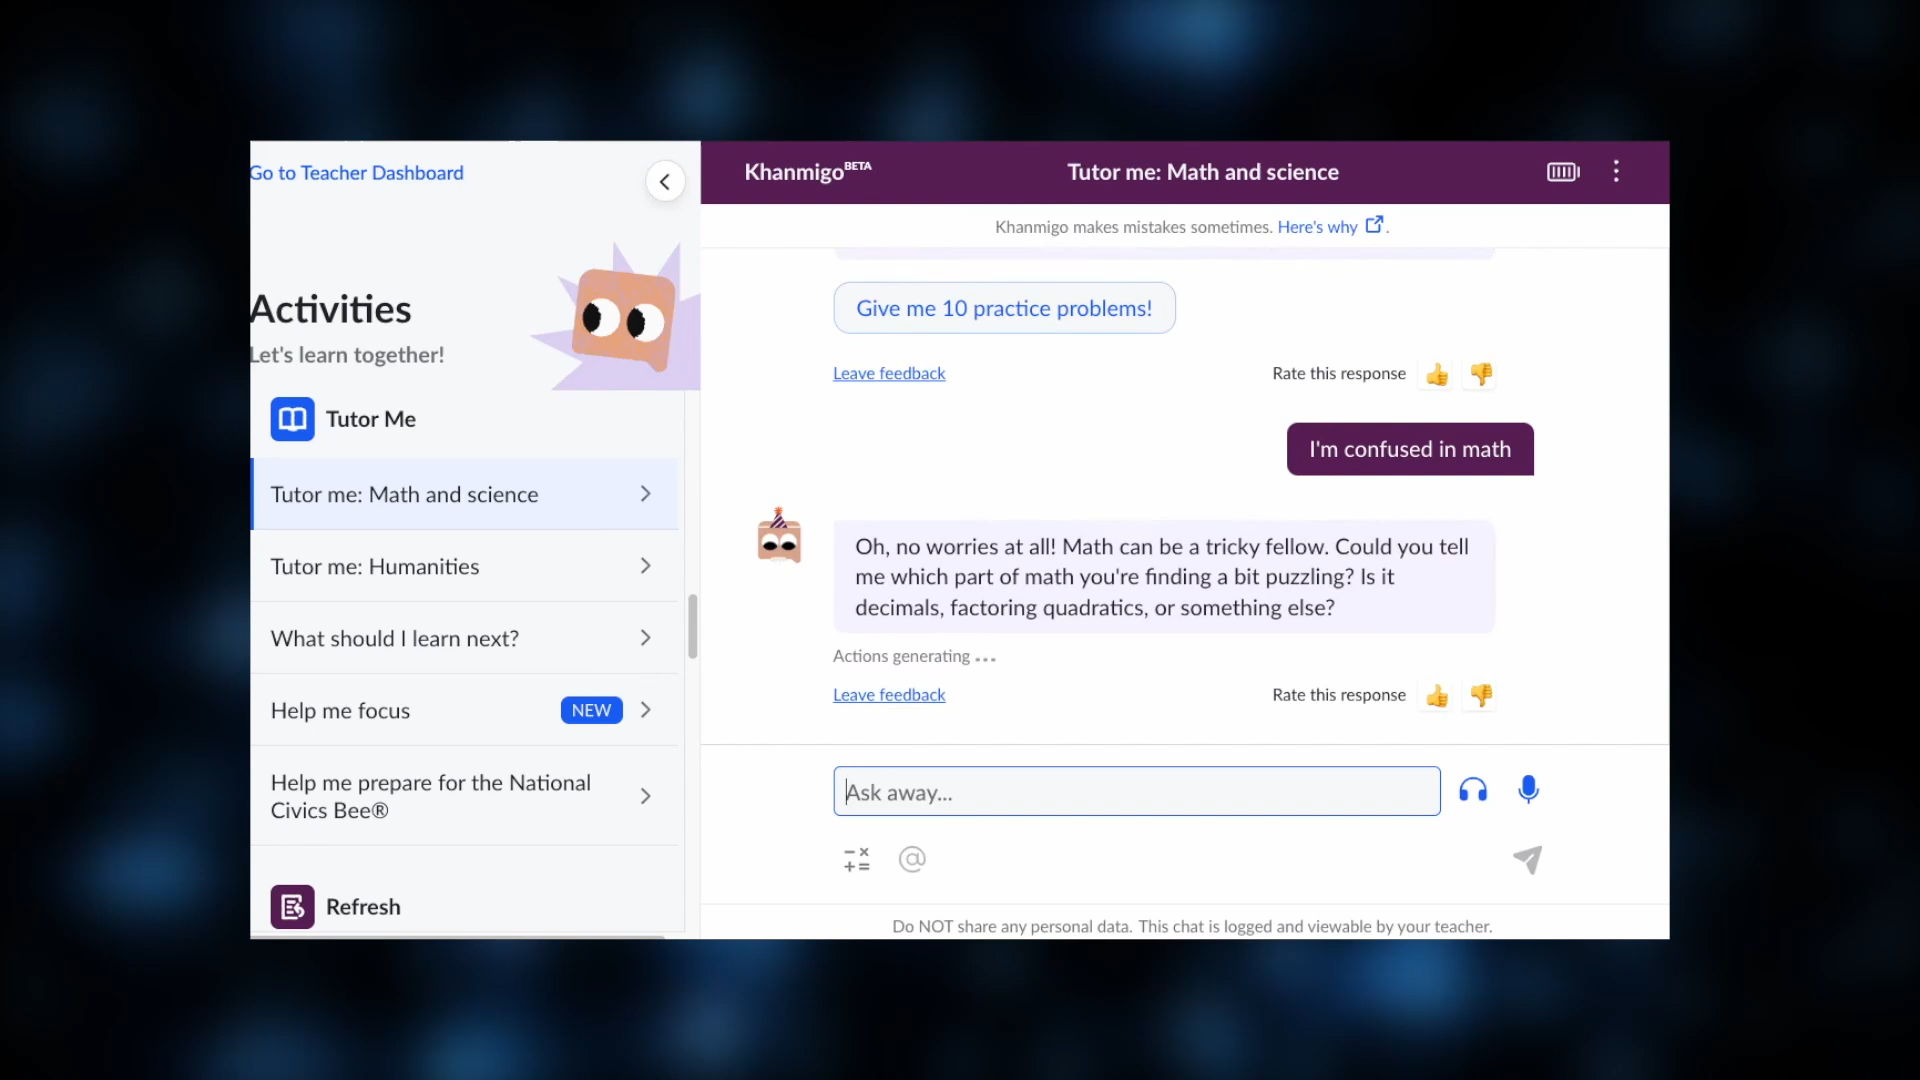 Go to Teacher Dashboard
Activities
Let's learn together!
Tutor Me
Tutor me: Math and science
Tutor me: Humanities
What should I learn next?
Help me focus NEW
Help me prepare for the National
Civics Bee®
Refresh
Khanmigo BETA
Tutor me: Math and science
Khanmigo makes mistakes sometimes. Here's why.
Give me 10 practice problems!
Leave feedback
Rate this response
I'm confused in math
Oh, no worries at all! Math can be a tricky fellow. Could you tell
me which part of math you're finding a bit puzzling? Is it
decimals, factoring quadratics, or something else?
Actions generating ...
Leave feedback
Rate this response
Ask away...
Do NOT share any personal data. This chat is logged and viewable by your teacher.